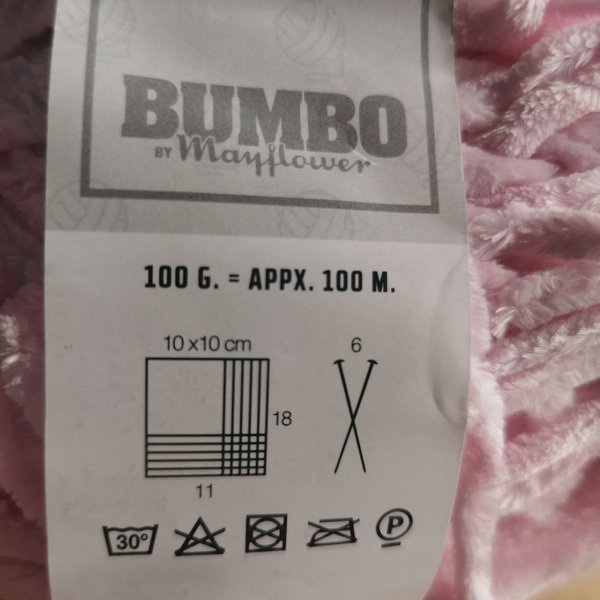 BUMBO
BY Mayflower
100 G. = APPX. 100 M.
10 x 10 cm
6
18
11
30°
P